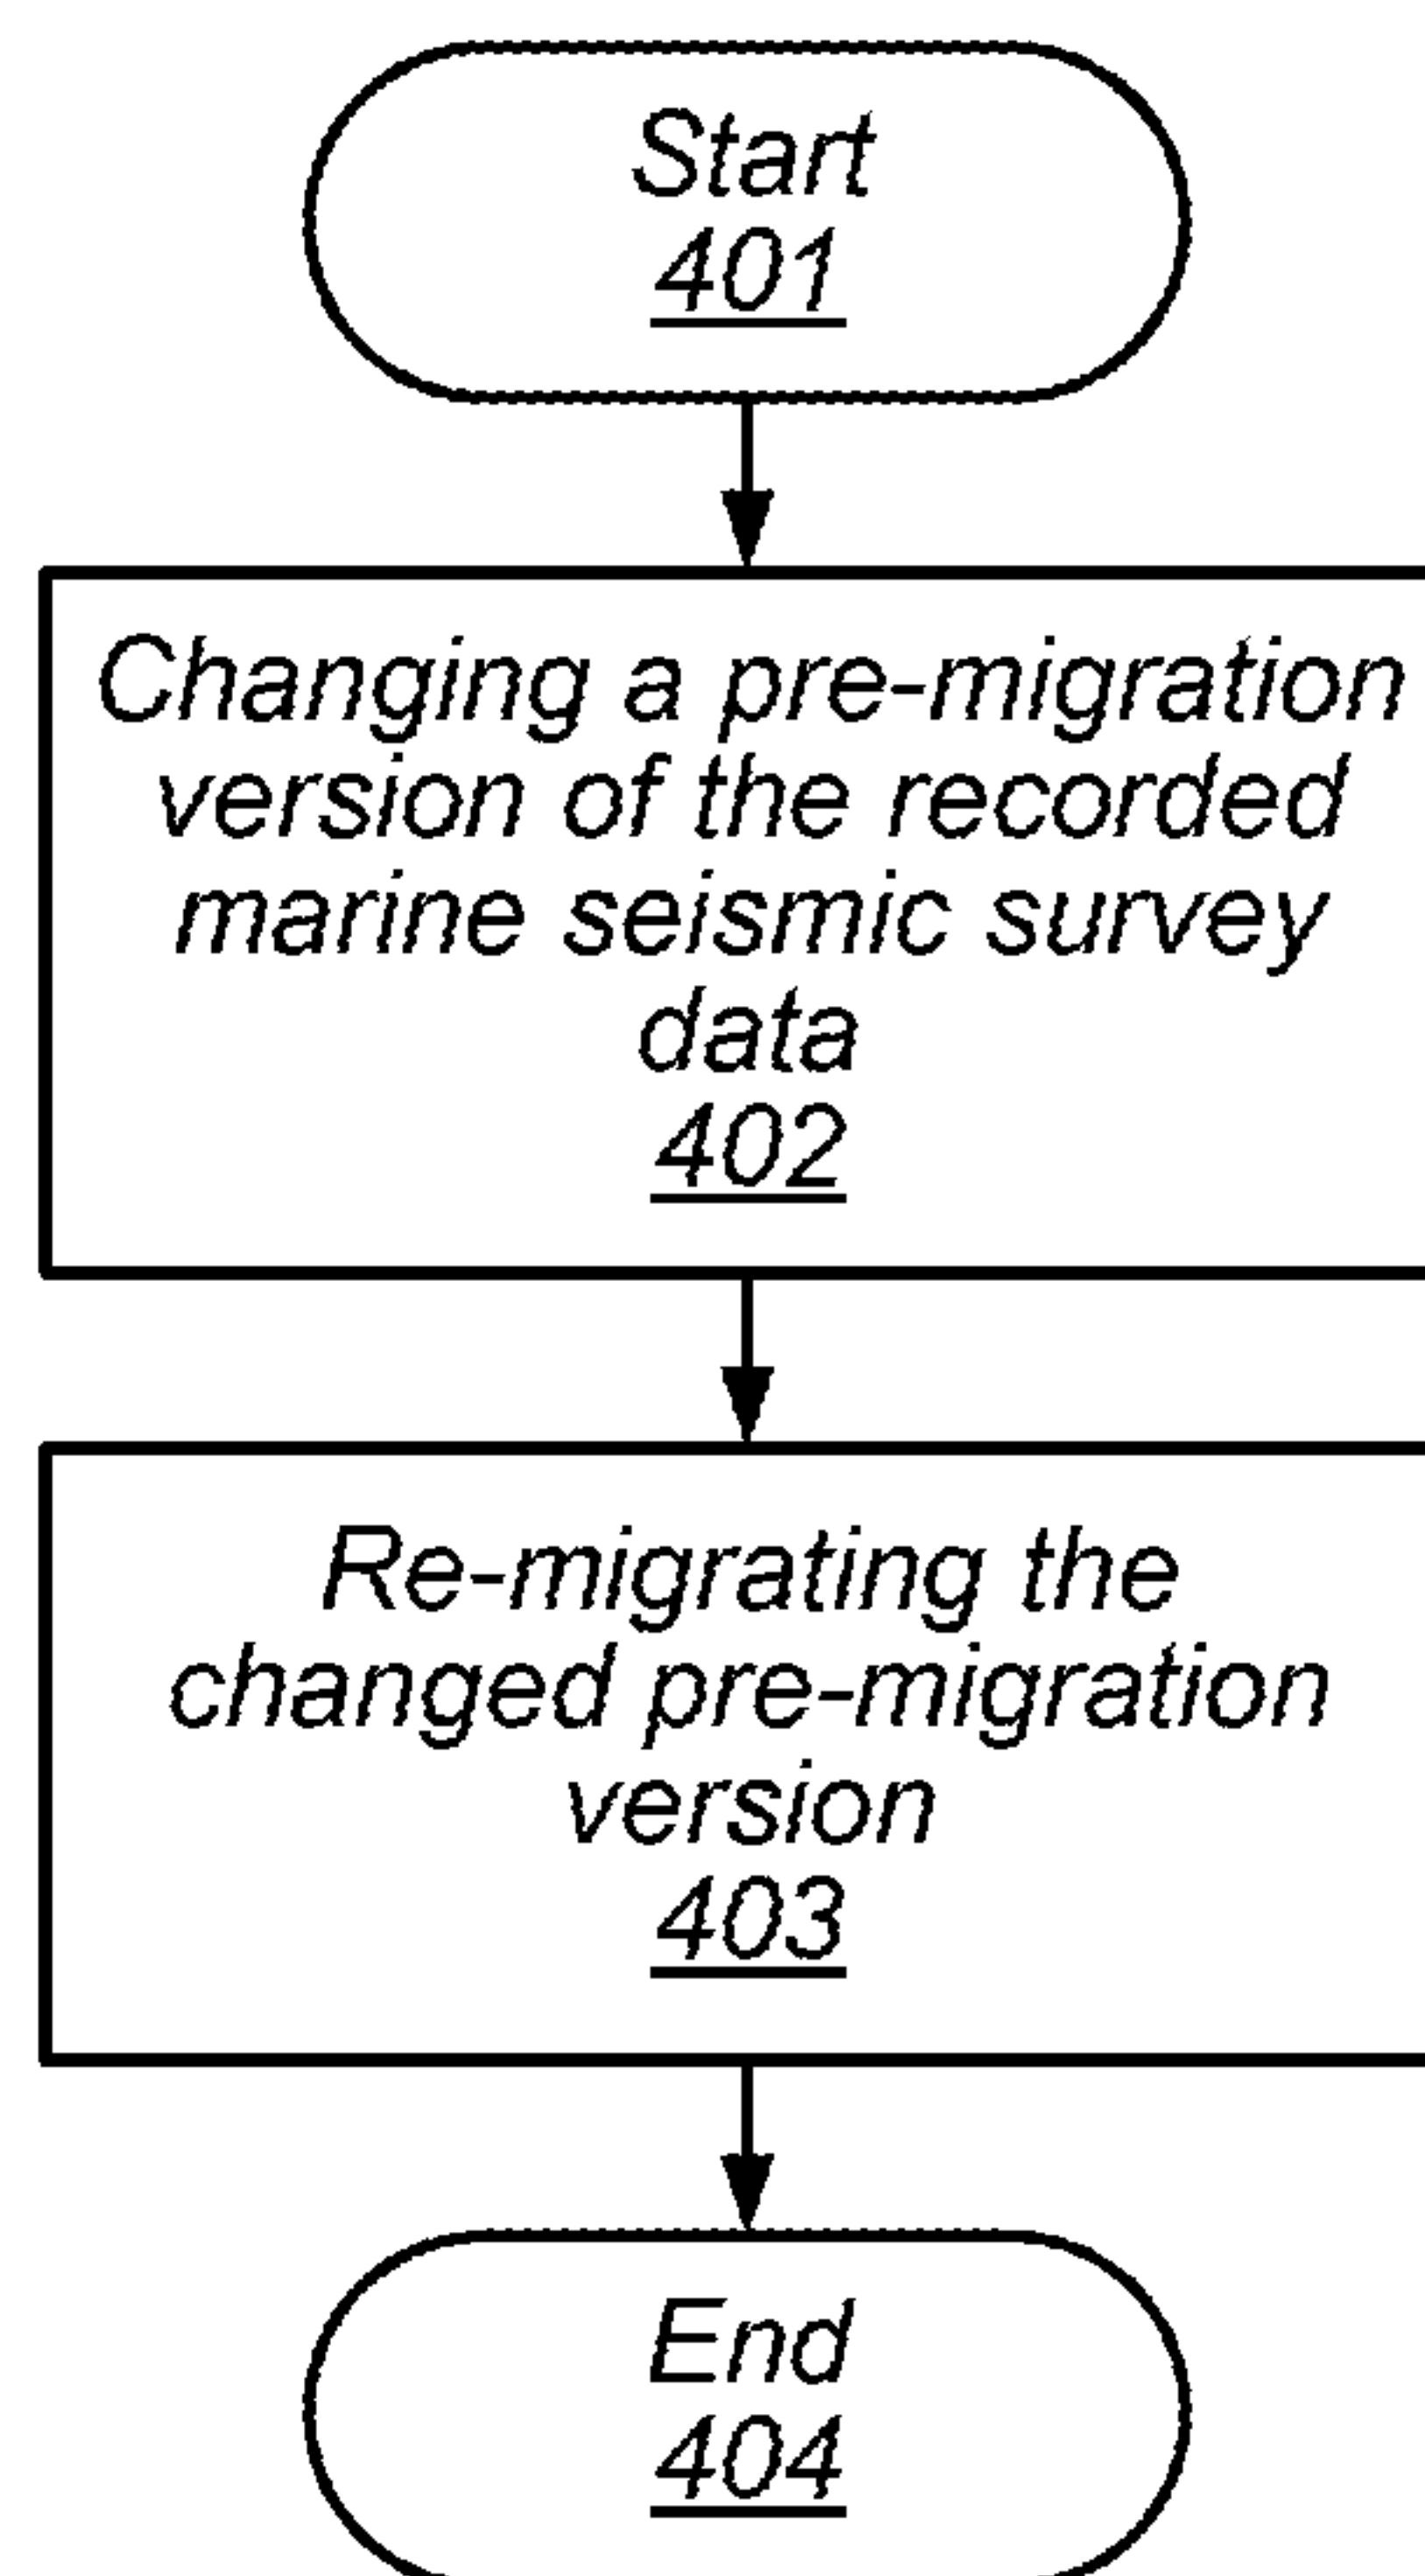 Start
401
Changing a pre-migration
version of the recorded
marine seismic survey
data
402
Re-migrating the
changed pre-migration
version
403
End
404